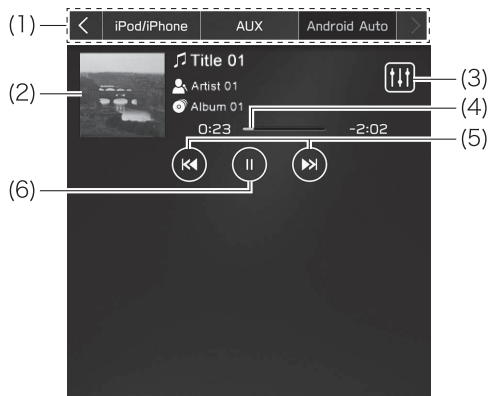 (1) iPod/iPhone AUX Android Auto
Title 01
(2) Artist 01 (3)
Album 01 (4)
0:23 -2:02 (5)
(6)